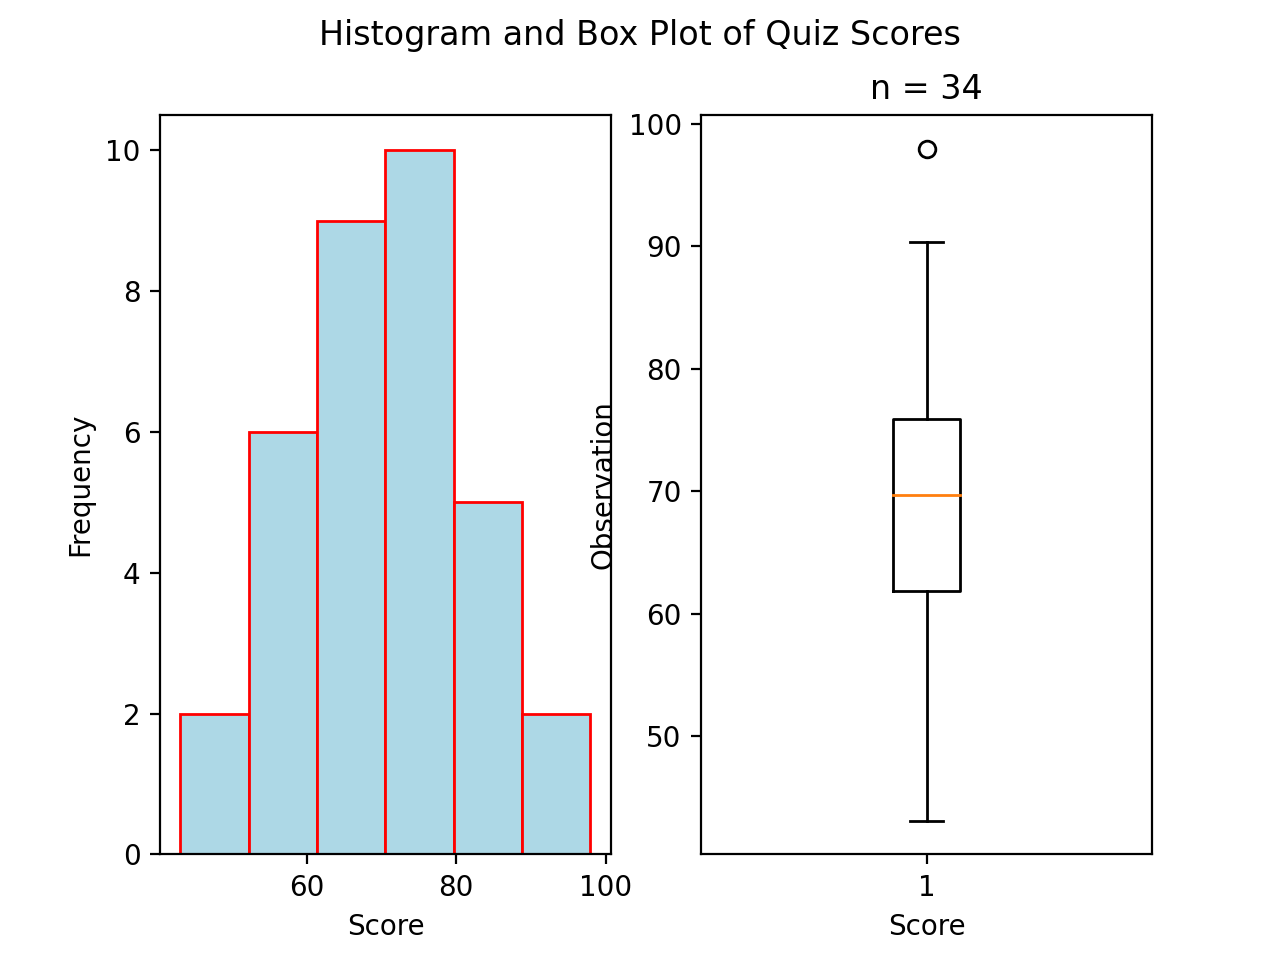 Histogram and Box Plot of Quiz Scores
Frequency
10
8
6
4
2
0
60 80 100
Score
n = 34
Observation
100
90
80
70
60
50
1
Score